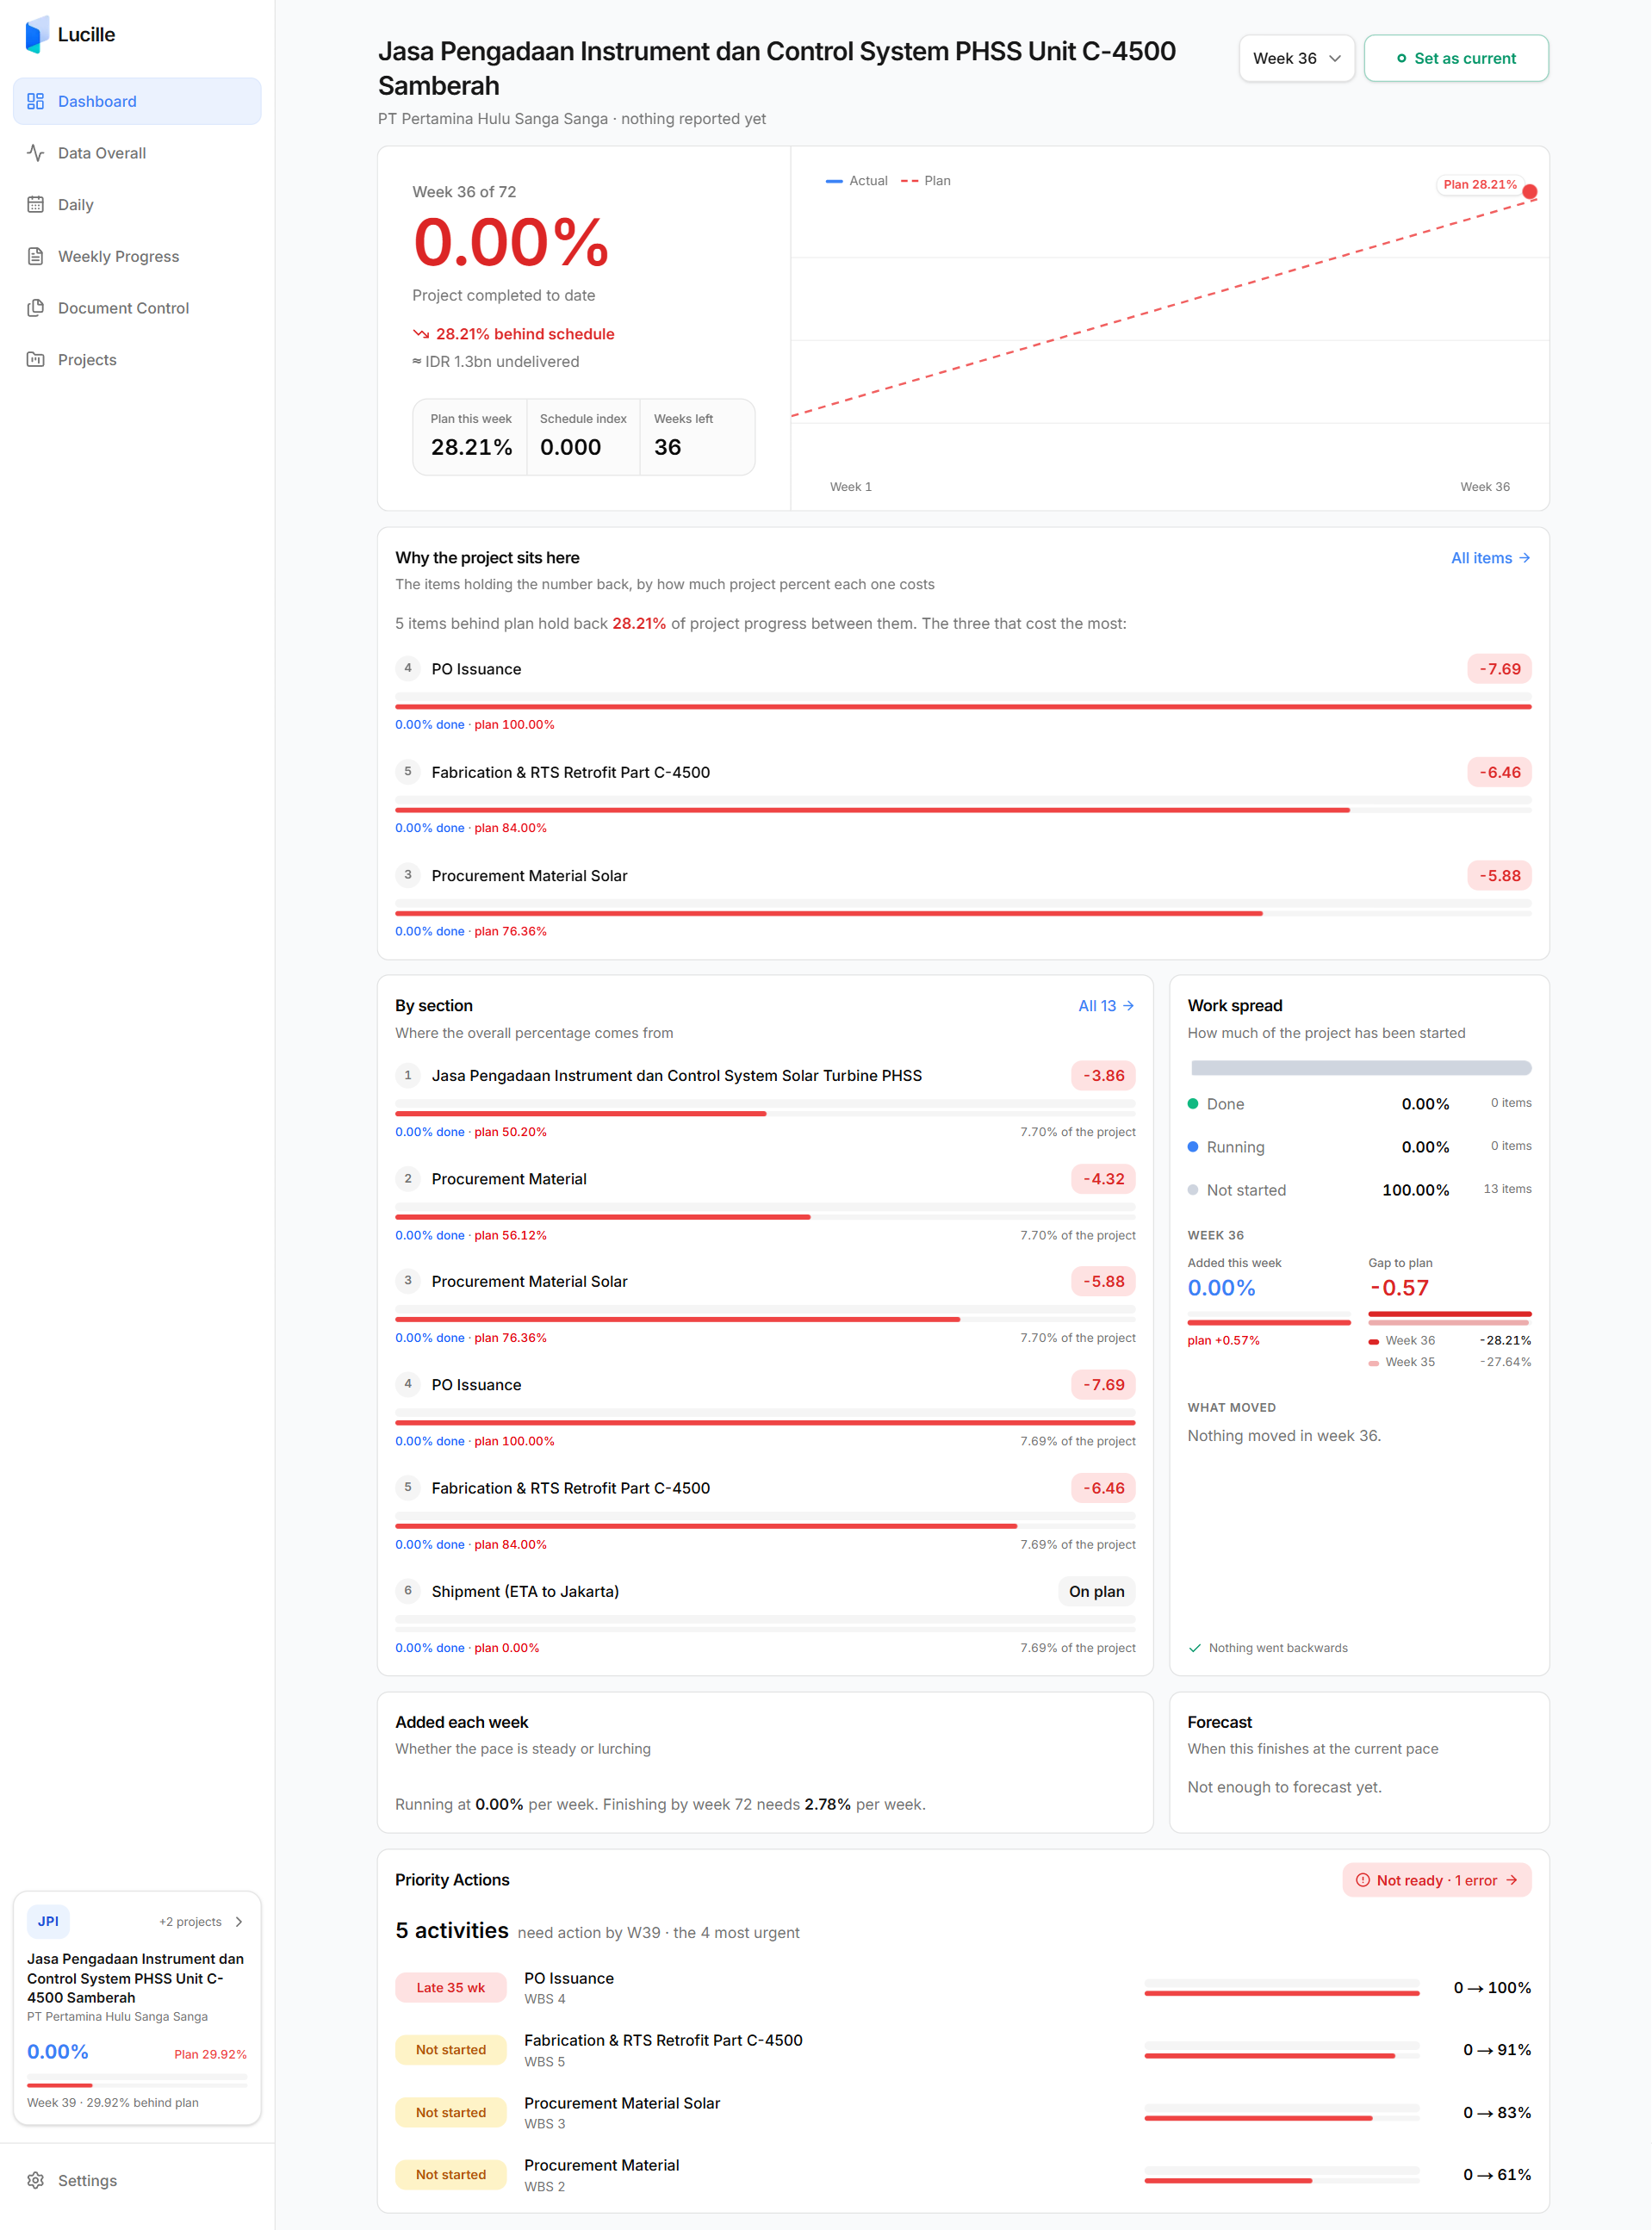 Lucille
Dashboard
Data Overall
Daily
Weekly Progress
Document Control
Projects
JPI
+2 projects
Jasa Pengadaan Instrument dan
Control System PHSS Unit C-
4500 Samberah
PT Pertamina Hulu Sanga Sanga
0.00%
Plan 29.92%
Week 39 · 29.92% behind plan
Settings
Jasa Pengadaan Instrument dan Control System PHSS Unit C-4500
Samberah
PT Pertamina Hulu Sanga Sanga · nothing reported yet
Week 36
Set as current
Week 36 of 72
0.00%
Project completed to date
28.21% behind schedule
≈ IDR 1.3bn undelivered
Plan this week
28.21%
Schedule index
0.000
Weeks left
36
Actual
Plan
Plan 28.21%
Week 1
Week 36
Why the project sits here
All items →
The items holding the number back, by how much project percent each one costs
5 items behind plan hold back 28.21% of project progress between them. The three that cost the most:
4 PO Issuance -7.69
0.00% done · plan 100.00%
5 Fabrication & RTS Retrofit Part C-4500 -6.46
0.00% done · plan 84.00%
3 Procurement Material Solar -5.88
0.00% done · plan 76.36%
By section
All 13 →
Where the overall percentage comes from
1 Jasa Pengadaan Instrument dan Control System Solar Turbine PHSS -3.86
0.00% done · plan 50.20% 7.70% of the project
2 Procurement Material -4.32
0.00% done · plan 56.12% 7.70% of the project
3 Procurement Material Solar -5.88
0.00% done · plan 76.36% 7.70% of the project
4 PO Issuance -7.69
0.00% done · plan 100.00% 7.69% of the project
5 Fabrication & RTS Retrofit Part C-4500 -6.46
0.00% done · plan 84.00% 7.69% of the project
6 Shipment (ETA to Jakarta) On plan
0.00% done · plan 0.00% 7.69% of the project
Work spread
How much of the project has been started
Done 0.00% 0 items
Running 0.00% 0 items
Not started 100.00% 13 items
WEEK 36
Added this week
0.00%
plan +0.57%
Gap to plan
-0.57
Week 36 -28.21%
Week 35 -27.64%
WHAT MOVED
Nothing moved in week 36.
Nothing went backwards
Added each week
Whether the pace is steady or lurching
Running at 0.00% per week. Finishing by week 72 needs 2.78% per week.
Forecast
When this finishes at the current pace
Not enough to forecast yet.
Priority Actions
Not ready · 1 error →
5 activities need action by W39 · the 4 most urgent
Late 35 wk
PO Issuance
WBS 4
0 → 100%
Not started
Fabrication & RTS Retrofit Part C-4500
WBS 5
0 → 91%
Not started
Procurement Material Solar
WBS 3
0 → 83%
Not started
Procurement Material
WBS 2
0 → 61%